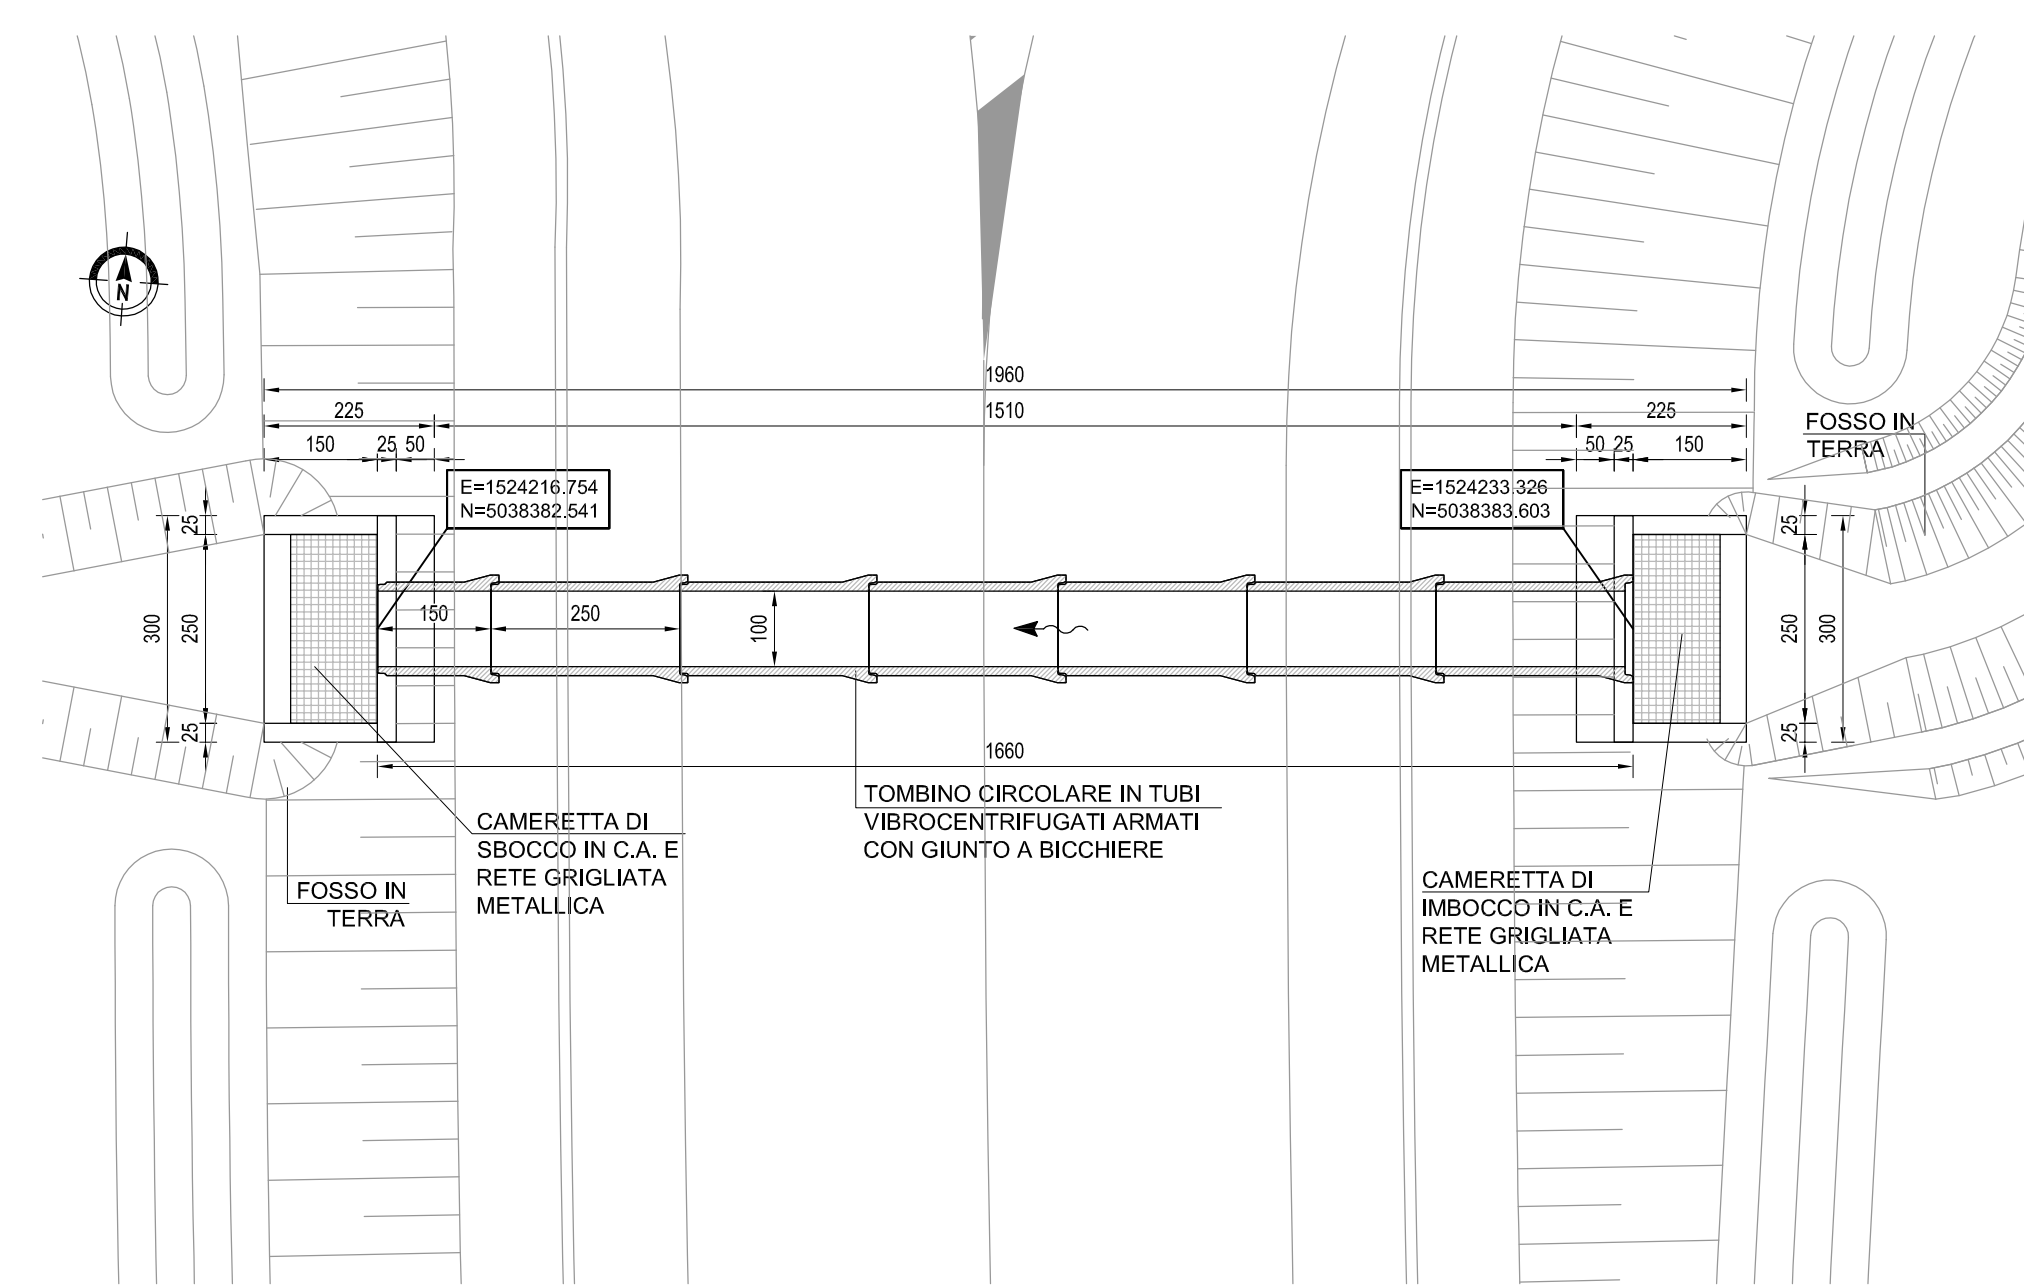 N
1960
225
1510
225
150
25
50
50
25
150
FOSSO IN
TERRA
E=1524216.754
N=5038382.541
E=1524233.326
N=5038383.603
25
250
300
25
150
250
100
25
250
300
25
1660
TOMBINO CIRCOLARE IN TUBI
VIBROCENTRIFUGATI ARMATI
CON GIUNTO A BICCHIERE
CAMERETTA DI
SBOCCO IN C.A. E
RETE GRIGLIATA
METALLICA
FOSSO IN
TERRA
CAMERETTA DI
IMBOCCO IN C.A. E
RETE GRIGLIATA
METALLICA